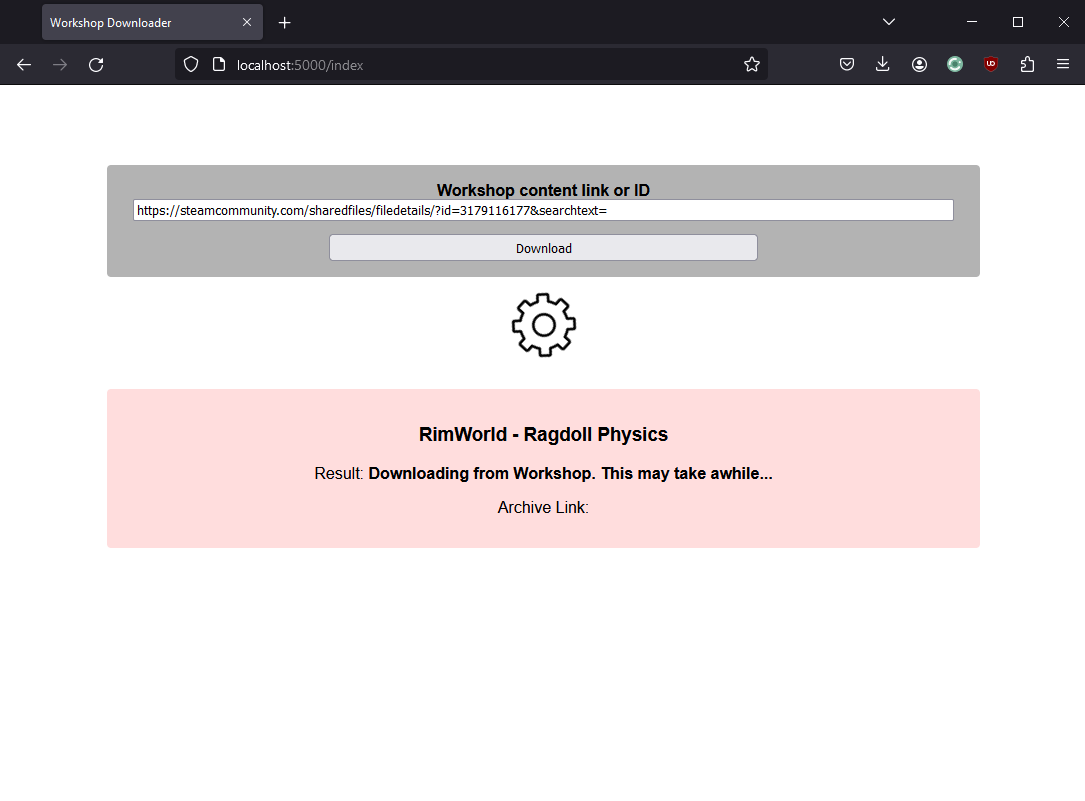 Workshop Downloader
localhost:5000/index
UD
Workshop content link or ID
https://steamcommunity.com/sharedfiles/filedetails/?id=3179116177&searchtext=
Download
RimWorld - Ragdoll Physics
Result: Downloading from Workshop. This may take awhile...
Archive Link: